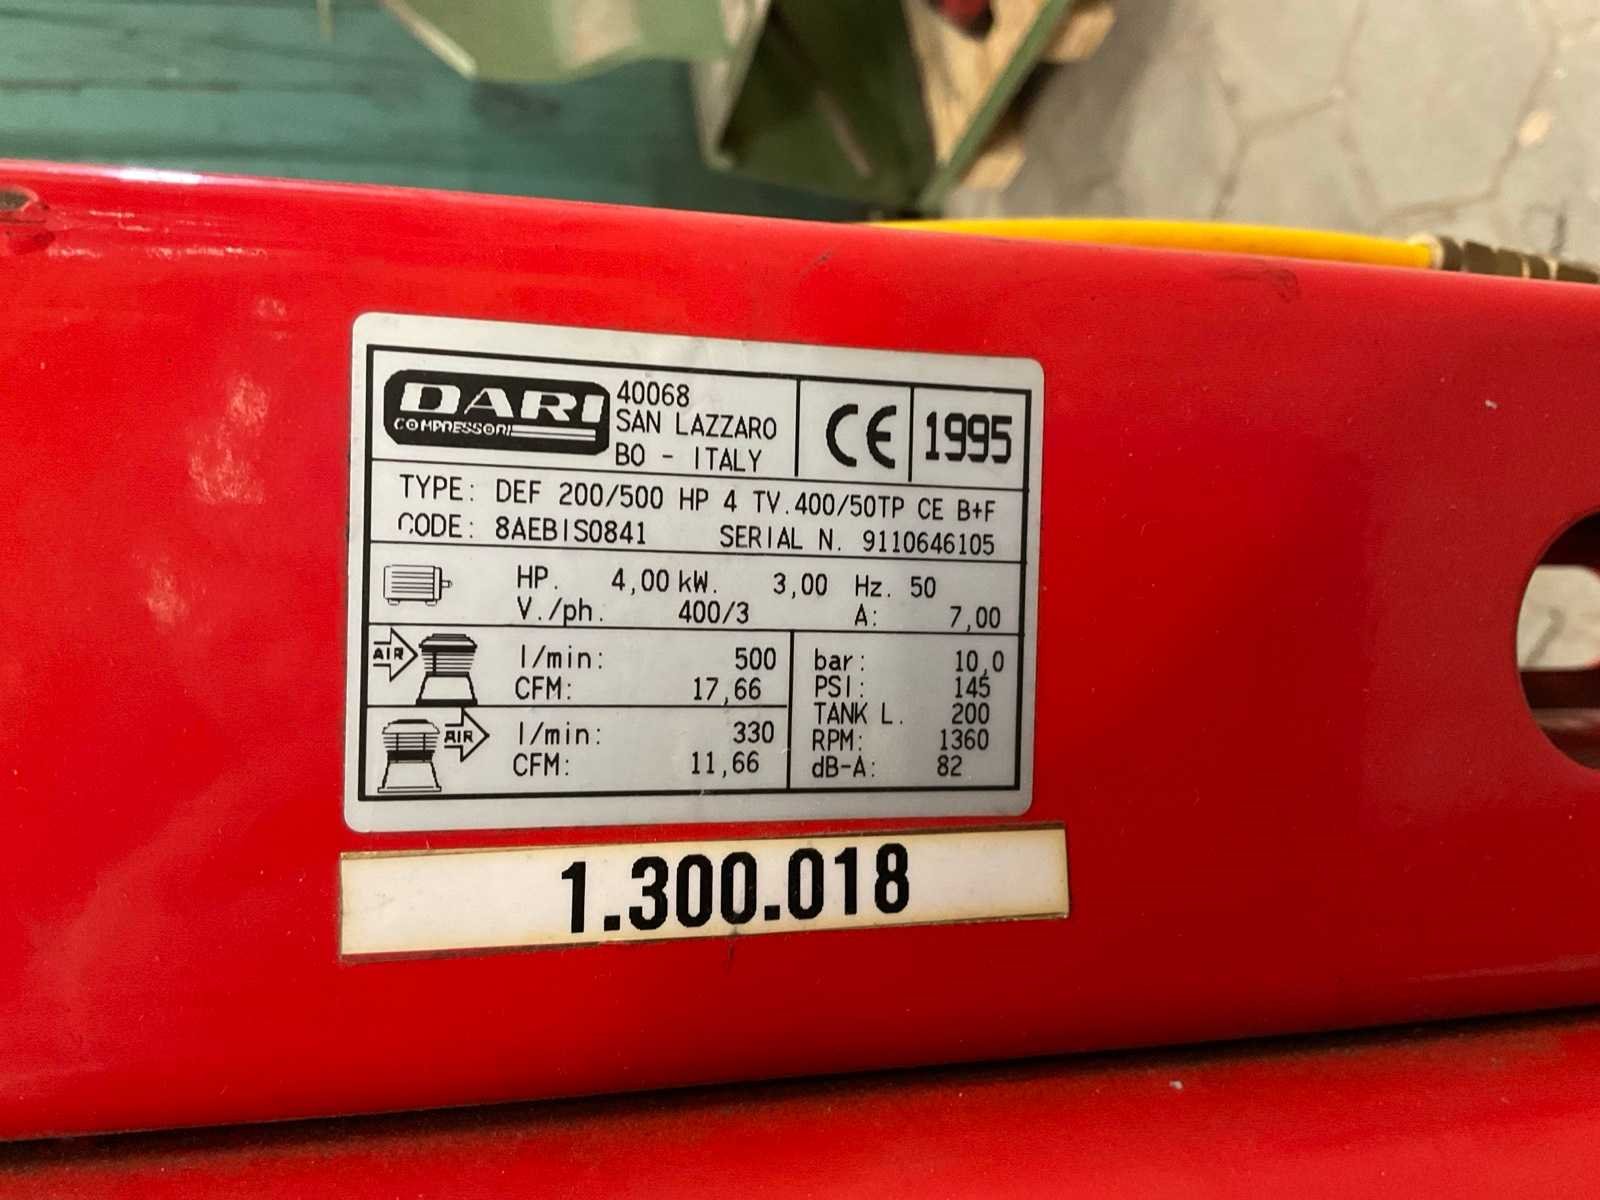 DARI
COMPRESSORI
40068
SAN LAZZARO
BO - ITALY
CE
1995
TYPE: DEF 200/500 HP 4 TV.400/50TP CE B+F
CODE: 8AEBIS0841 SERIAL N. 9110646105
HP. 4,00 kW. 3,00 Hz. 50
V./ph. 400/3 A: 7,00
AIR
l/min: 500
CFM: 17,66
AIR
l/min: 330
CFM: 11,66
bar: 10,0
PSI: 145
TANK L. 200
RPM: 1360
dB-A: 82
1.300.018